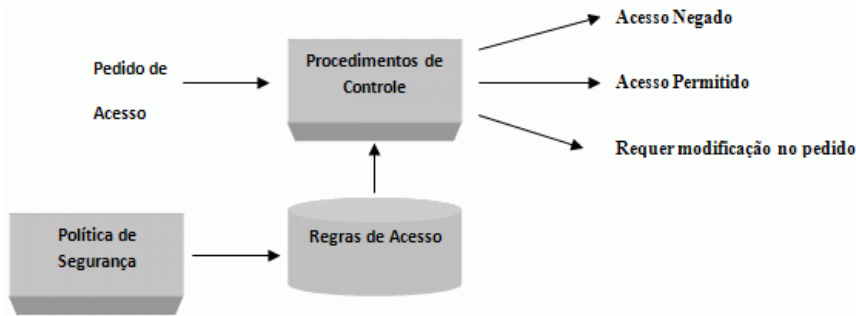 Pedido de
Acesso
Procedimentos de
Controle
Acesso Negado
Acesso Permitido
Requer modificação no pedido
Política de
Segurança
Regras de Acesso